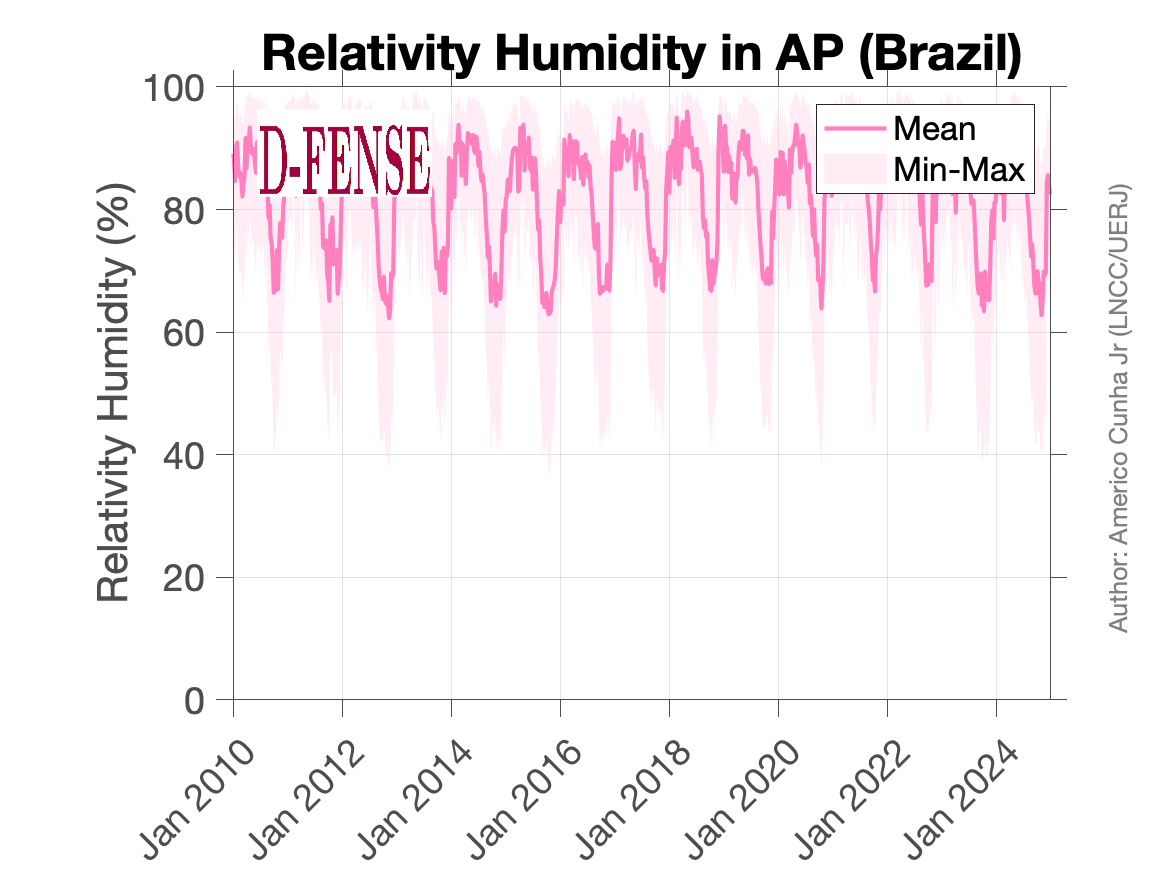 Relativity Humidity in AP (Brazil)
Relativity Humidity (%)
100
80
60
40
20
0
D-FENSE
Mean
Min-Max
Jan 2010
Jan 2012
Jan 2014
Jan 2016
Jan 2018
Jan 2020
Jan 2022
Jan 2024
Author: Americo Cunha Jr (LNCC/UERJ)